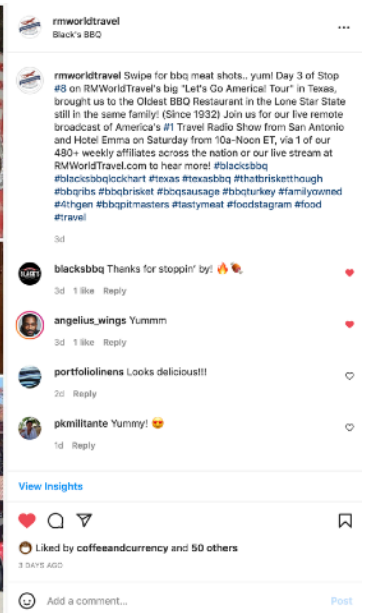 rmworldtravel
Black's BBQ
rmworldtravel Swipe for bbq meat shots.. yum! Day 3 of Stop
#8 on RMWorldTravel's big "Let's Go America! Tour" in Texas,
brought us to the Oldest BBQ Restaurant in the Lone Star State
still in the same family! (Since 1932) Join us for our live remote
broadcast of America's #1 Travel Radio Show from San Antonio
and Hotel Emma on Saturday from 10a-Noon ET, via 1 of our
480+ weekly affiliates across the nation or our live stream at
RMWorldTravel.com to hear more! #blacksbbq
#blacksbbqlockhart #texas #texasbbq #thatbrisketthough
#bbqribs #bbqbrisket #bbqsausage #bbqturkey #familyowned
#4thgen #bbqpitmasters #tastymeat #foodstagram #food
#travel
3d
blacksbbq Thanks for stoppin' by! 🔥🍖
3d 1 like Reply
angelius_wings Yummm
3d 1 like Reply
portfoliolinens Looks delicious!!!
2d Reply
pkmilitante Yummy! 😍
1d Reply
View Insights
Liked by coffeeandcurrency and 50 others
3 DAYS AGO
Add a comment...
Post